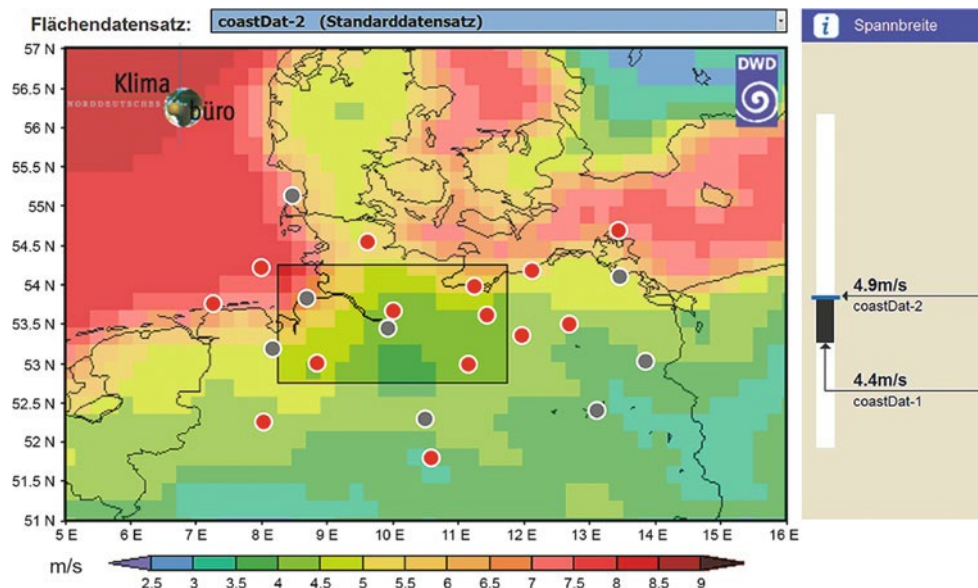 Flächendatensatz: coastDat-2 (Standarddatensatz)
i Spannbreite
57 N
56.5 N
56 N
55.5 N
55N
54.5 N
54 N
53.5 N
53 N
52.5 N
52 N
51.5 N
51 N
Klima
NORDDEUTSCHES
büro
DWD
5 E 6 E 7 E 8 E 9 E 10 E 11 E 12 E 13 E 14 E 15 E 16 E
m/s
2.5 3 3.5 4 4.5 5 5.5 6 6.5 7 7.5 8 8.5 9
4.9m/s
coastDat-2
4.4m/s
coastDat-1